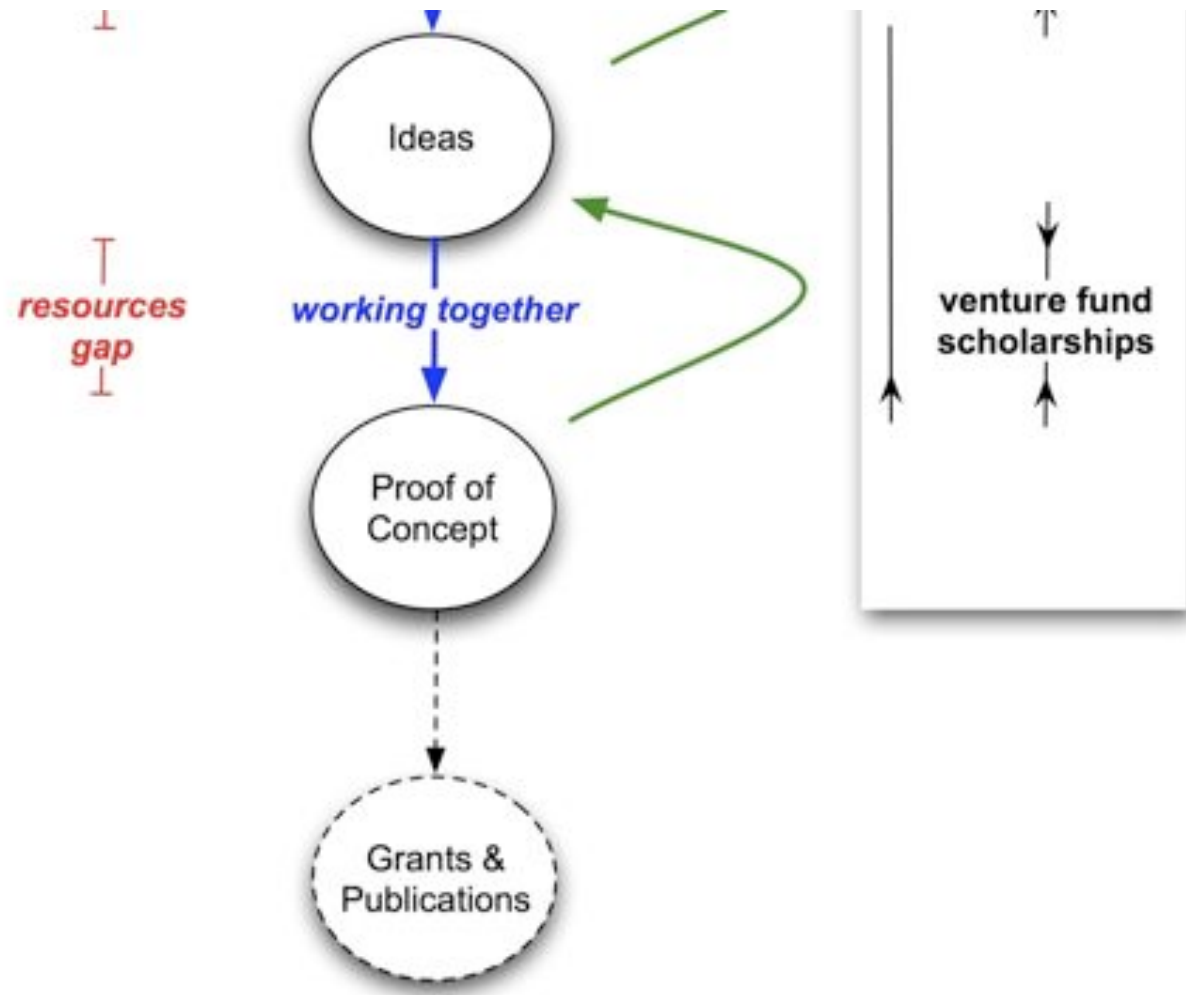 Ideas
resources
gap
working together
venture fund
scholarships
Proof of
Concept
Grants &
Publications